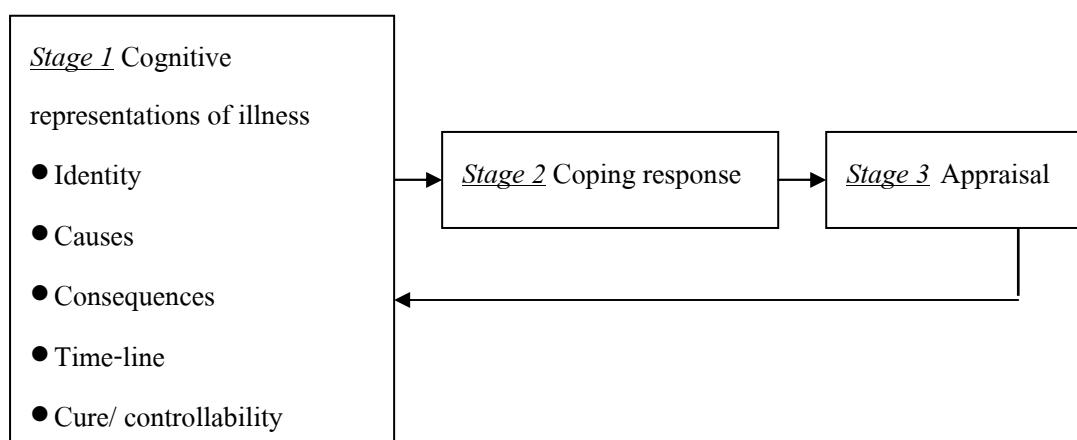 Stage 1 Cognitive
representations of illness
● Identity
● Causes
● Consequences
● Time-line
● Cure/ controllability
Stage 2 Coping response
Stage 3 Appraisal